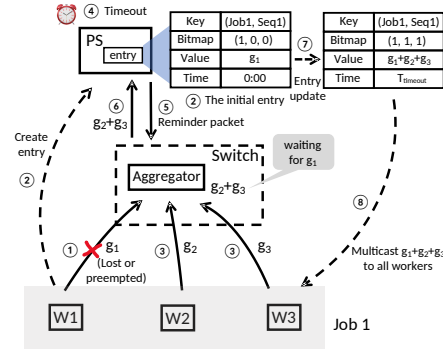 ④ Timeout
PS
entry
Key (Job1, Seq1)
Bitmap (1, 0, 0)
Value g₁
Time 0:00
② The initial entry
⑦
Entry
update
Key (Job1, Seq1)
Bitmap (1, 1, 1)
Value g₁+g₂+g₃
Time T_timeout
⑥
g₂+g₃
⑤
Reminder packet
Create
entry
②
Switch
Aggregator
g₂+g₃
waiting
for g₁
① g₁
(Lost or
preempted)
③ g₂
③ g₃
⑧
Multicast g₁+g₂+g₃
to all workers
W1
W2
W3
Job 1